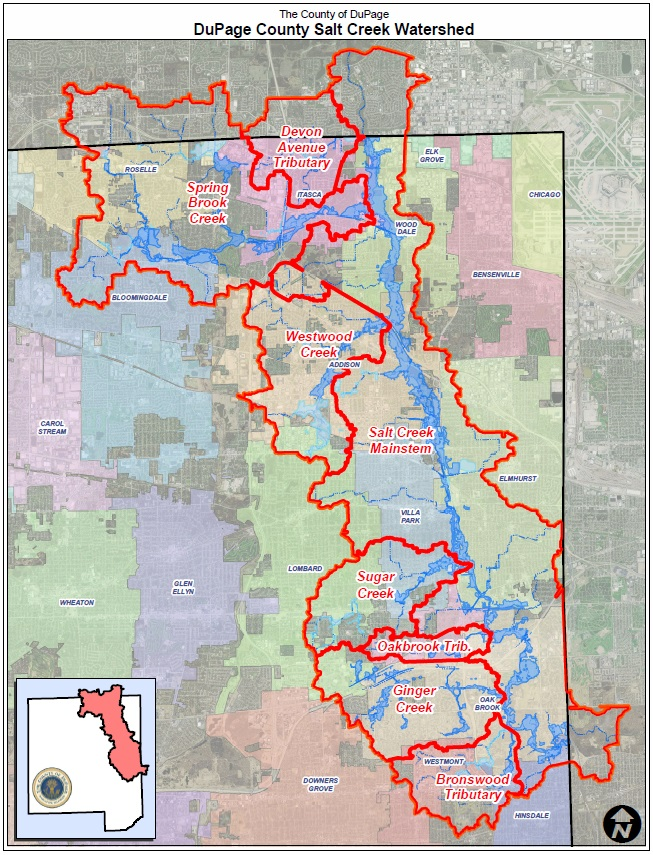 The County of DuPage
DuPage County Salt Creek Watershed
Devon
Avenue
Tributary
ELK
GROVE
ROSELLE
Spring
Brook
Creek
ITASCA
CHICAGO
WOOD
DALE
BENSENVILLE
BLOOMINGDALE
Westwood
Creek
ADDISON
CAROL
STREAM
Salt Creek
Mainstem
ELMHURST
VILLA
PARK
LOMBARD
Sugar
Creek
GLEN
ELLYN
WHEATON
Oakbrook Trib.
Ginger
Creek
OAK
BROOK
WESTMONT
DOWNERS
GROVE
Bronswood
Tributary
HINSDALE
N